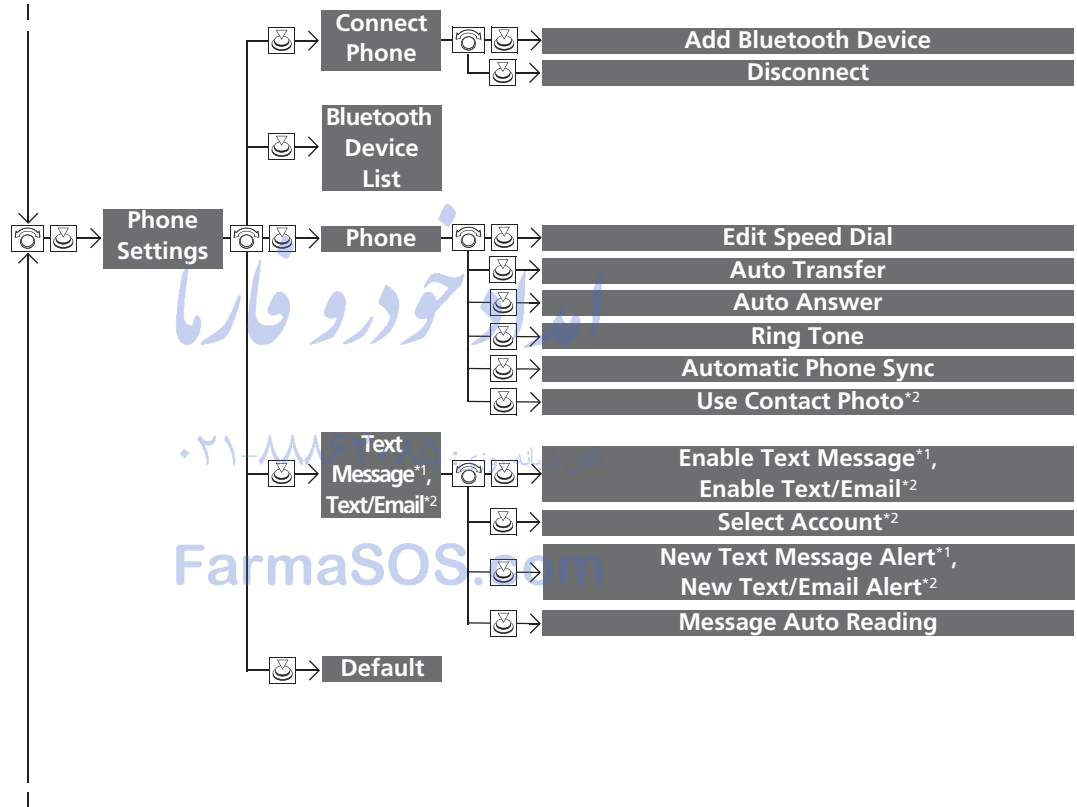 Connect
Phone
Add Bluetooth Device
Disconnect
Bluetooth
Device
List
Phone
Settings
Phone
Edit Speed Dial
Auto Transfer
Auto Answer
Ring Tone
Automatic Phone Sync
Use Contact Photo*2
امداد خودرو فارما
Text
Message*1,
Text/Email*2
Enable Text Message*1,
Enable Text/Email*2
Select Account*2
New Text Message Alert*1,
New Text/Email Alert*2
Message Auto Reading
FarmaSOS.com
Default